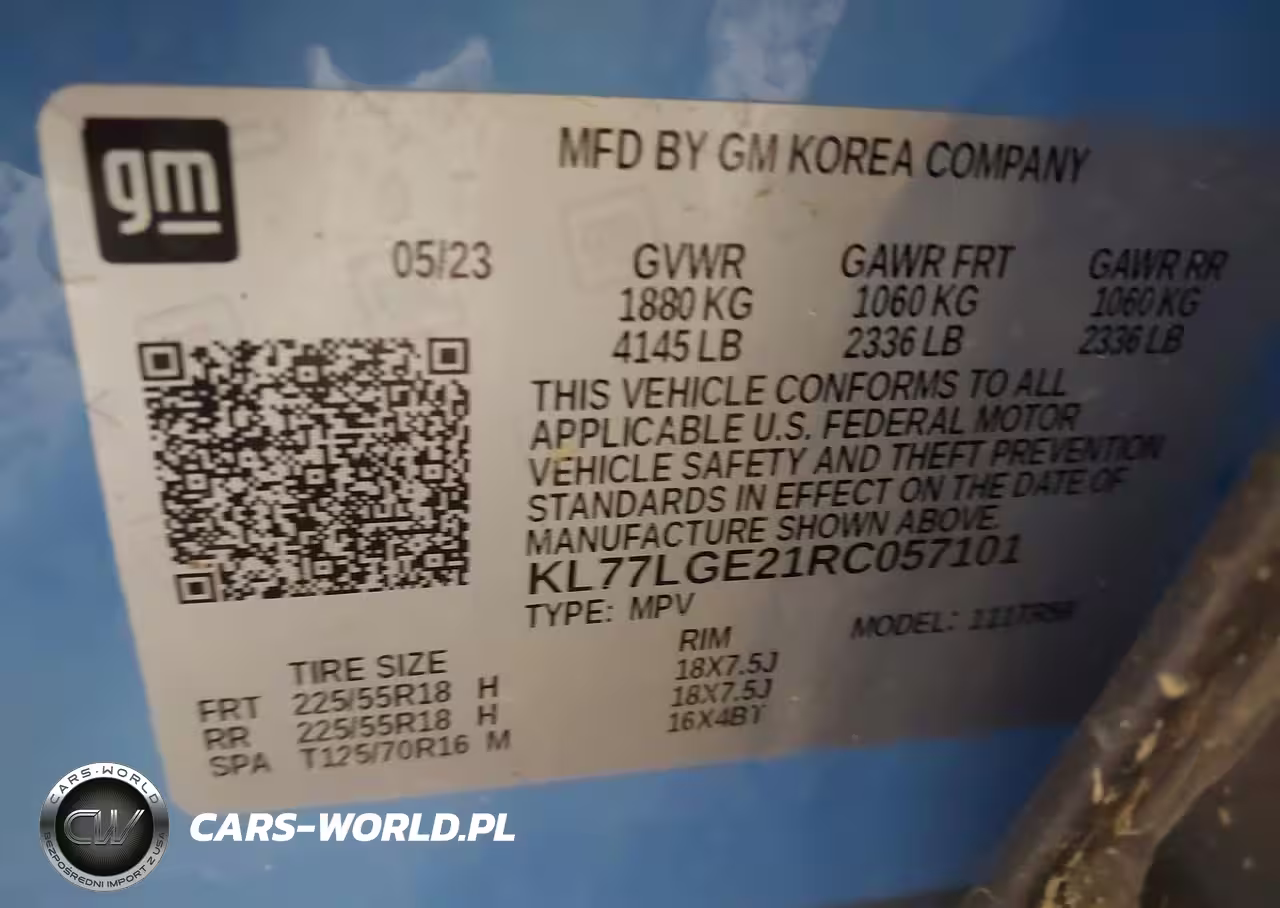 gm
MFD BY GM KOREA COMPANY
05/23
GVWR GAWR FRT GAWR RR
1880 KG 1060 KG 1060 KG
4145 LB 2336 LB 2336 LB
THIS VEHICLE CONFORMS TO ALL
APPLICABLE U.S. FEDERAL MOTOR
VEHICLE SAFETY AND THEFT PREVENTION
STANDARDS IN EFFECT ON THE DATE OF
MANUFACTURE SHOWN ABOVE.
KL77LGE21RC057101
TYPE: MPV MODEL:
TIRE SIZE RIM
FRT 225/55R18 H 18X7.5J
RR 225/55R18 H 18X7.5J
SPA T125/70R16 M 16X4BT
CARS-WORLD
CW
BEZPOŚREDNI IMPORT Z USA
CARS-WORLD.PL